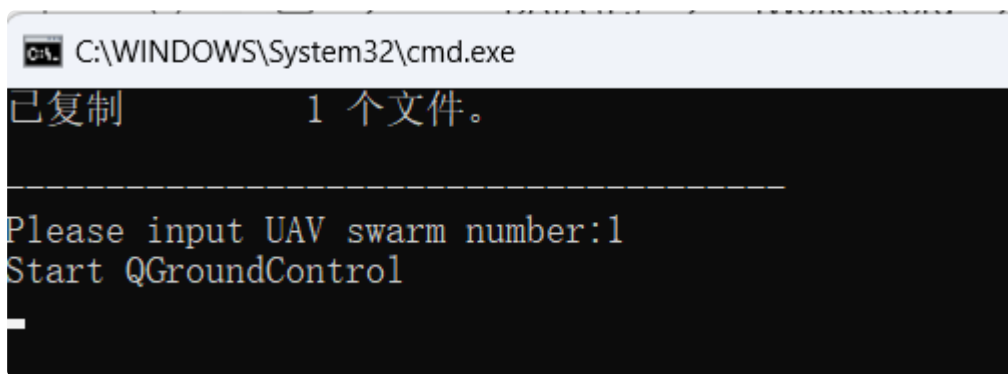 C:\WINDOWS\System32\cmd.exe
已复制         1 个文件。
---------------------------------------
Please input UAV swarm number:1
Start QGroundControl